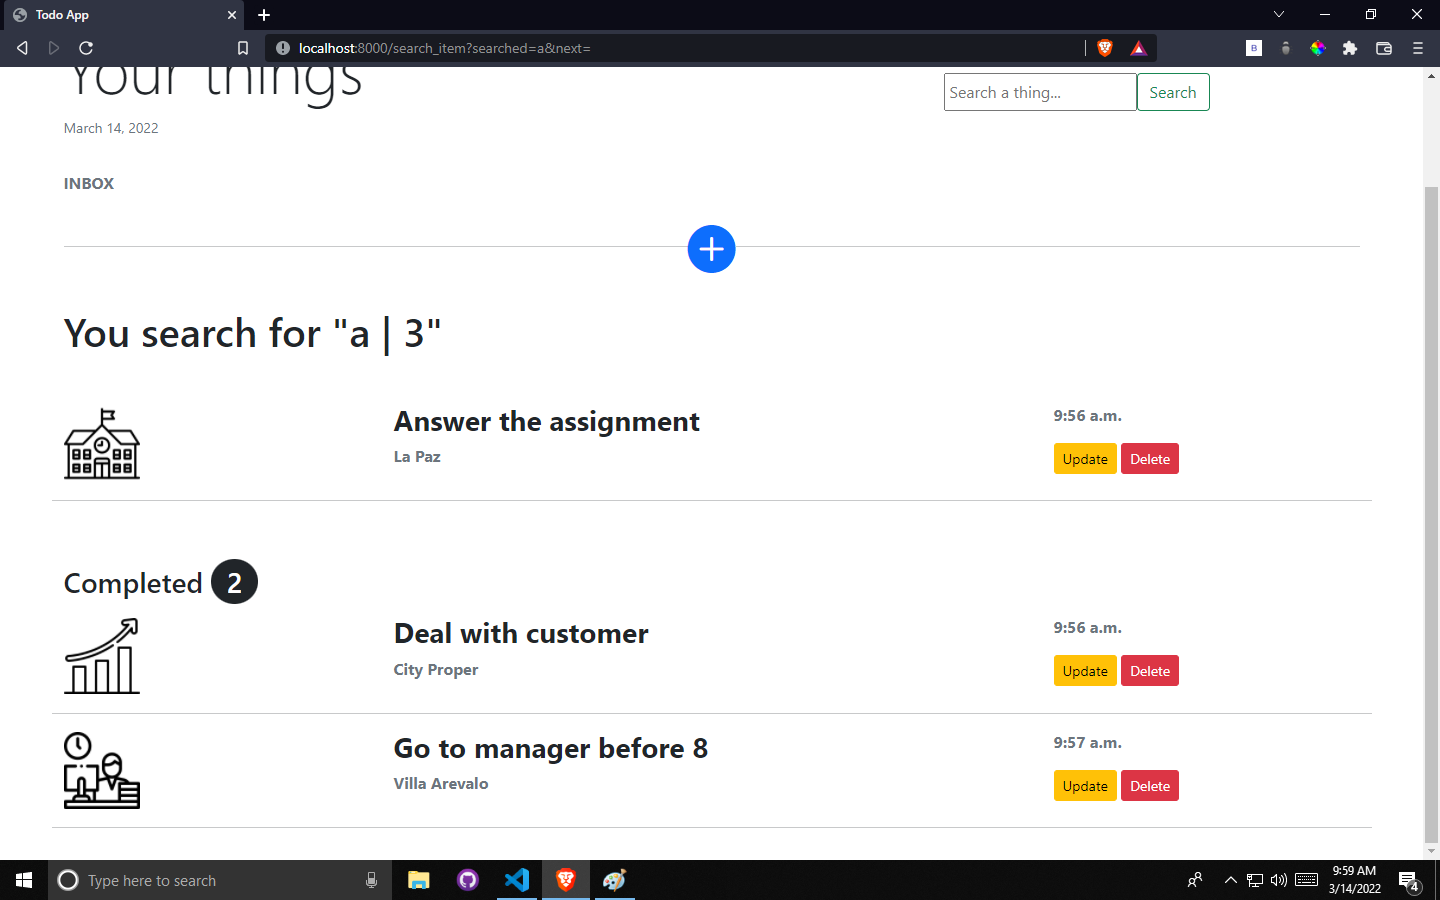 Todo App
localhost:8000/search_item?searched=a&next=
B
Your things
Search a thing...
Search
March 14, 2022
INBOX
You search for "a | 3"
Answer the assignment
9:56 a.m.
La Paz
Update
Delete
Completed 2
Deal with customer
9:56 a.m.
City Proper
Update
Delete
Go to manager before 8
9:57 a.m.
Villa Arevalo
Update
Delete
Type here to search
9:59 AM
3/14/2022
4